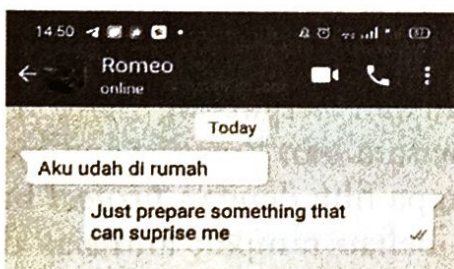 14 50
Romeo
online
Today
Aku udah di rumah
Just prepare something that
can suprise me